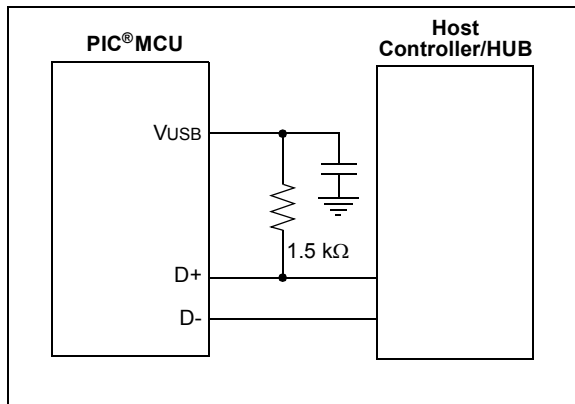 PIC®MCU
Host
Controller/HUB
VUSB
1.5 kΩ
D+
D-